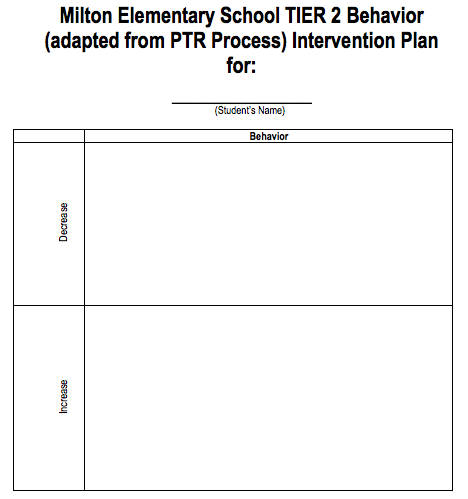 Milton Elementary School TIER 2 Behavior
(adapted from PTR Process) Intervention Plan
for:
(Student's Name)
Behavior
Decrease
Increase